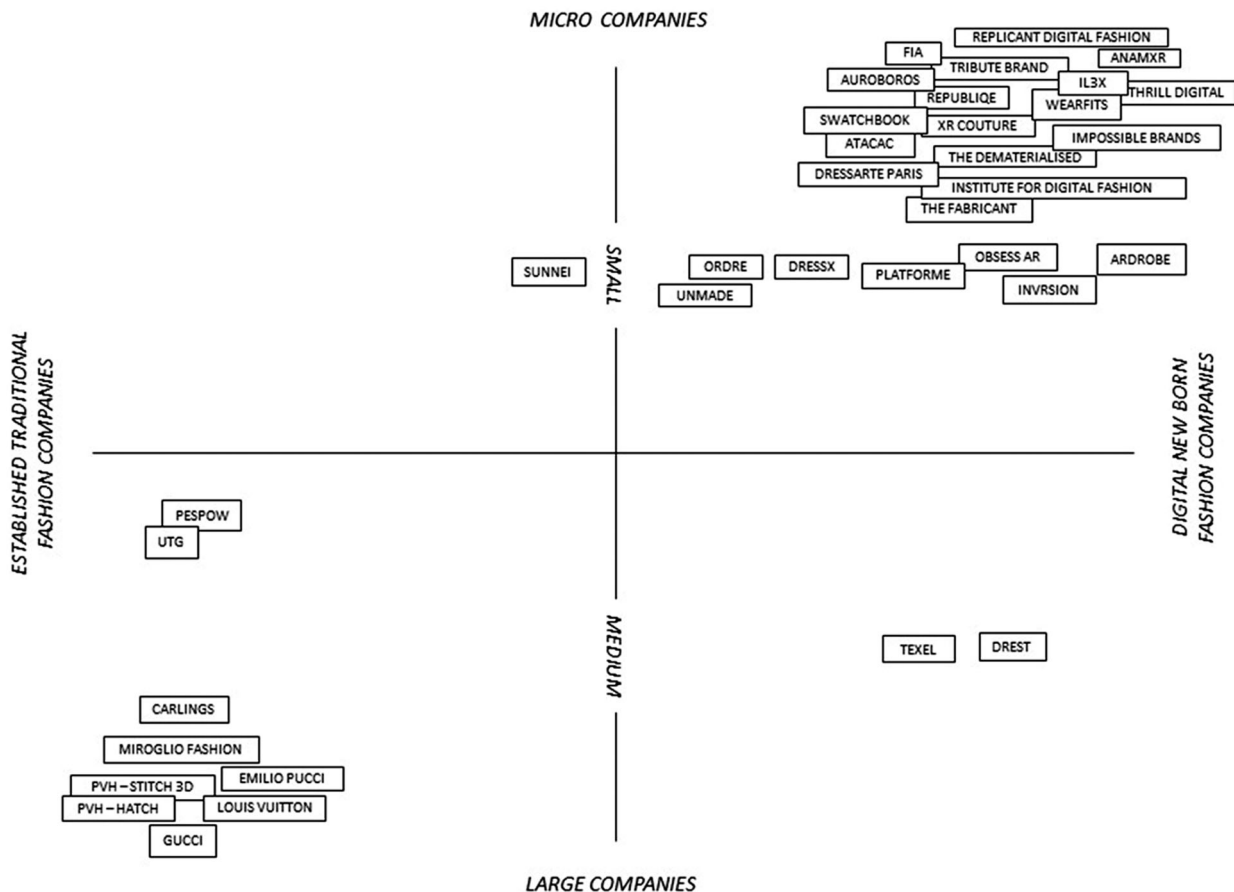 MICRO COMPANIES
REPLICANT DIGITAL FASHION
FIA
ANAMXR
TRIBUTE BRAND
AUROBOROS
IL3X
THRILL DIGITAL
REPUBLIQE
WEARFITS
SWATCHBOOK
XR COUTURE
IMPOSSIBLE BRANDS
ATACAC
THE DEMATERIALISED
DRESSARTE PARIS
INSTITUTE FOR DIGITAL FASHION
THE FABRICANT
SMALL
SUNNEI
ORDRE
DRESSX
PLATFORME
OBSESS AR
ARDROBE
UNMADE
INVRSION
ESTABLISHED TRADITIONAL
FASHION COMPANIES
DIGITAL NEW BORN
FASHION COMPANIES
PESPOW
UTG
MEDIUM
TEXEL
DREST
CARLINGS
MIROGLIO FASHION
EMILIO PUCCI
PVH – STITCH 3D
PVH – HATCH
LOUIS VUITTON
GUCCI
LARGE COMPANIES